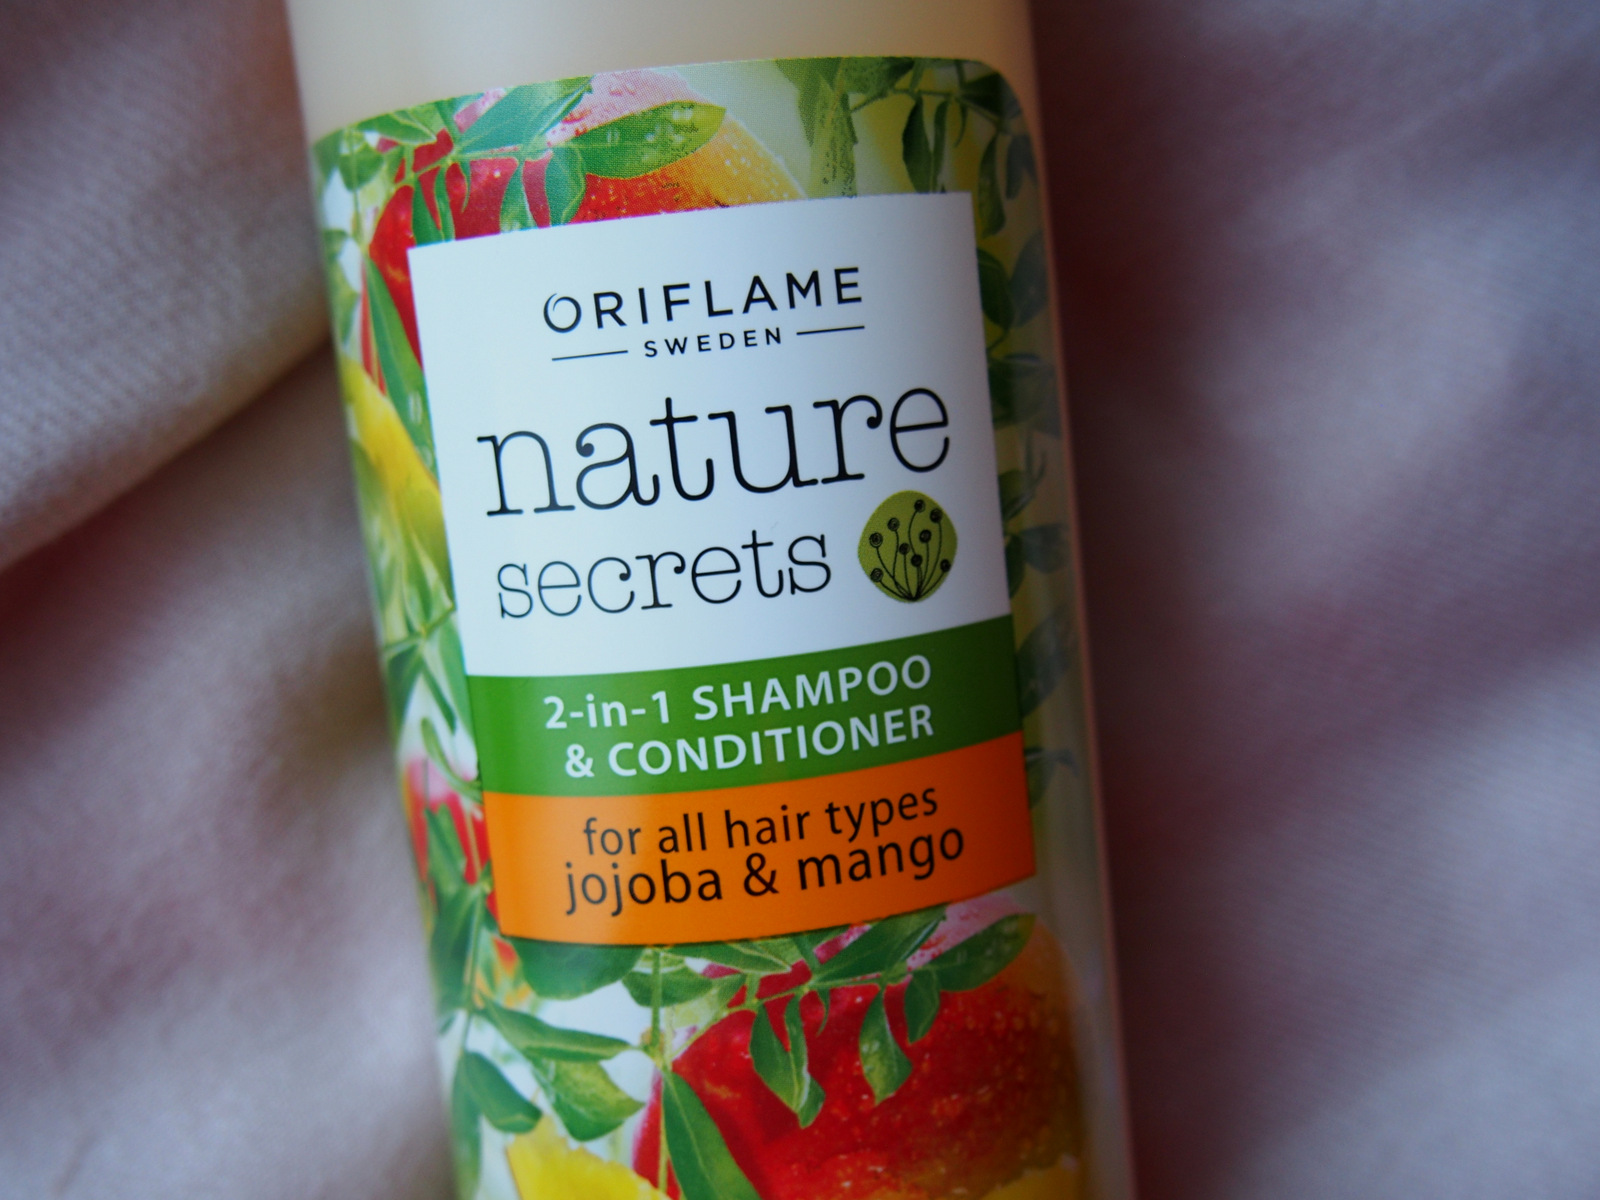 ORIFLAME
SWEDEN
nature
secrets
2-in-1 SHAMPOO
& CONDITIONER
for all hair types
jojoba & mango